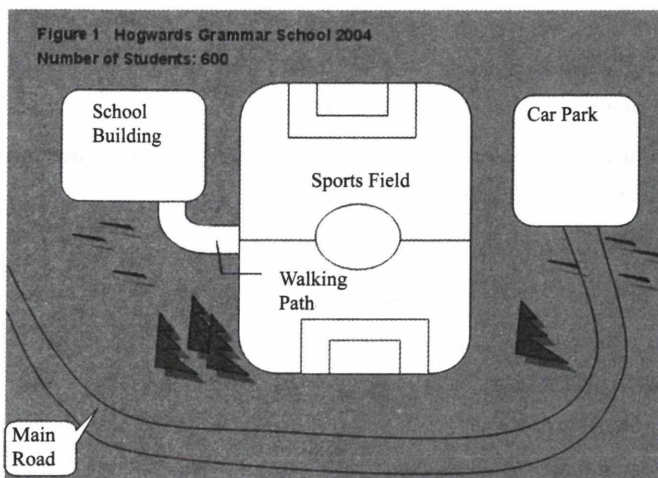 Figure 1 Hogwards Grammar School 2004
Number of Students: 600
School
Building
Sports Field
Car Park
Walking
Path
Main
Road